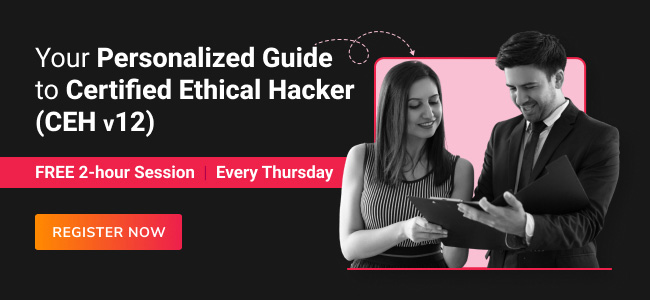 Your Personalized Guide
to Certified Ethical Hacker
(CEH v12)
FREE 2-hour Session | Every Thursday
REGISTER NOW